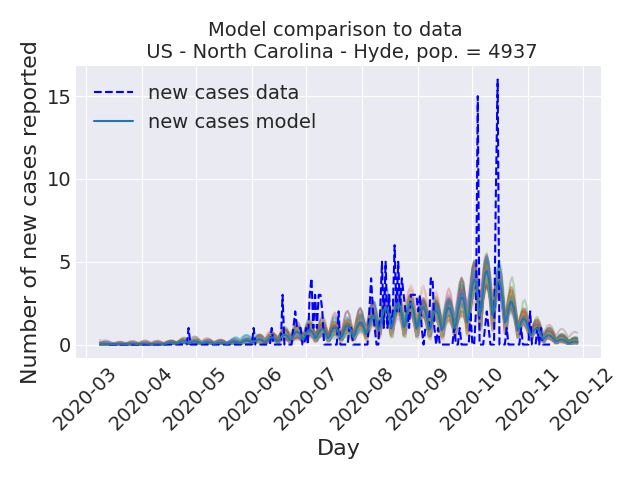 Model comparison to data
US - North Carolina - Hyde, pop. = 4937
Number of new cases reported
15
10
5
0
new cases data
new cases model
2020-03
2020-04
2020-05
2020-06
2020-07
2020-08
2020-09
2020-10
2020-11
2020-12
Day